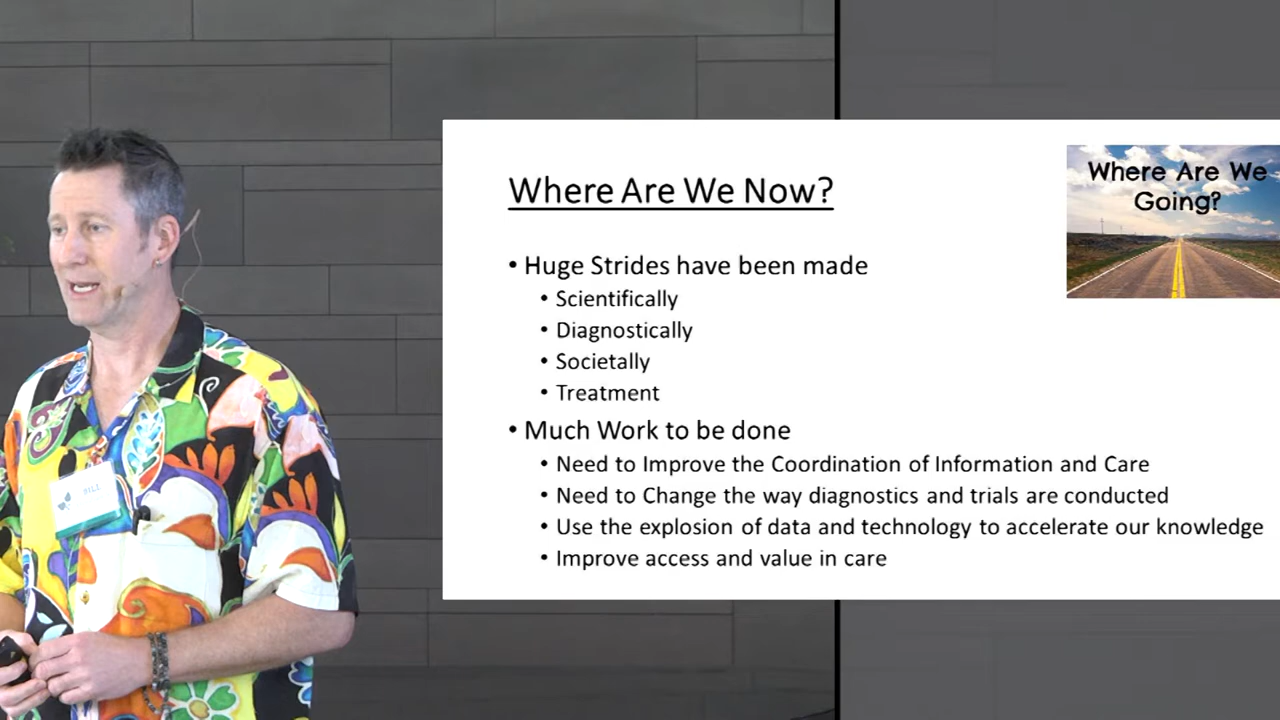 Where Are We Now?
Where Are We
Going?
• Huge Strides have been made
• Scientifically
• Diagnostically
• Societally
• Treatment
• Much Work to be done
• Need to Improve the Coordination of Information and Care
• Need to Change the way diagnostics and trials are conducted
• Use the explosion of data and technology to accelerate our knowledge
• Improve access and value in care
BILL